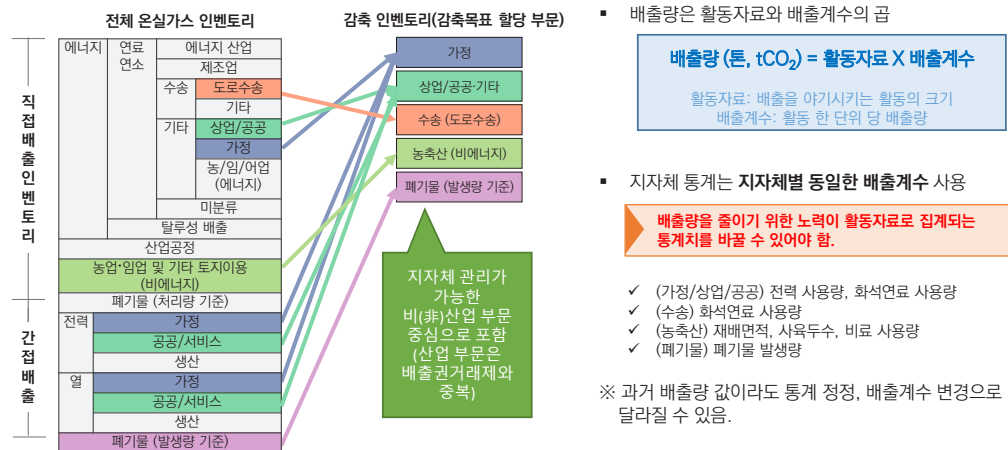 전체 온실가스 인벤토리
직접배출인벤토리
간접배출
에너지
연료
연소
에너지 산업
제조업
수송
도로수송
기타
기타
상업/공공
가정
농/임/어업
(에너지)
미분류
탈루성 배출
산업공정
농업·임업 및 기타 토지이용
(비에너지)
폐기물 (처리량 기준)
전력
가정
공공/서비스
생산
열
가정
공공/서비스
생산
폐기물 (발생량 기준)
감축 인벤토리(감축목표 할당 부문)
가정
상업/공공·기타
수송 (도로수송)
농축산 (비에너지)
폐기물 (발생량 기준)
지자체 관리가
가능한
비(非)산업 부문
중심으로 포함
(산업 부문은
배출권거래제와
중복)
▪ 배출량은 활동자료와 배출계수의 곱
배출량 (톤, tCO₂) = 활동자료 X 배출계수
활동자료: 배출을 야기시키는 활동의 크기
배출계수: 활동 한 단위 당 배출량
▪ 지자체 통계는 지자체별 동일한 배출계수 사용
배출량을 줄이기 위한 노력이 활동자료로 집계되는
통계치를 바꿀 수 있어야 함.
✓ (가정/상업/공공) 전력 사용량, 화석연료 사용량
✓ (수송) 화석연료 사용량
✓ (농축산) 재배면적, 사육두수, 비료 사용량
✓ (폐기물) 폐기물 발생량
※ 과거 배출량 값이라도 통계 정정, 배출계수 변경으로
달라질 수 있음.